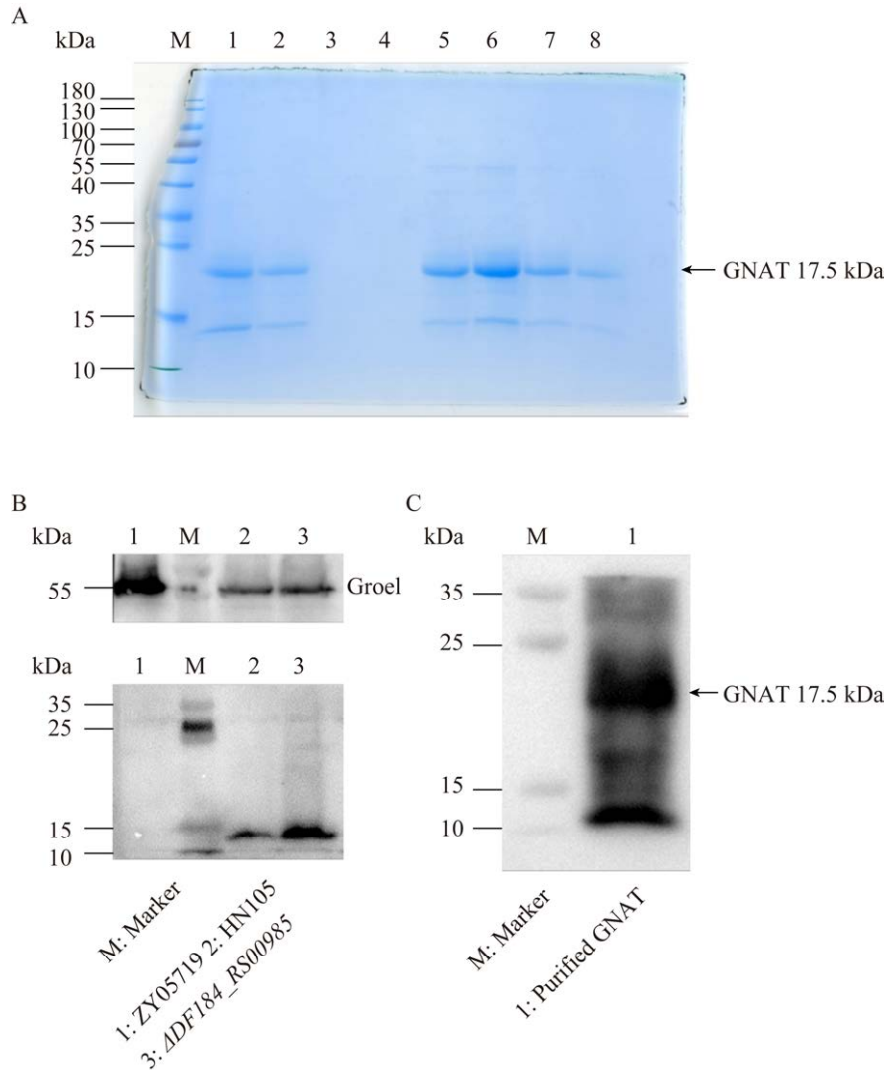 A
kDa M 1 2 3 4 5 6 7 8
180
130
100
70
55
40
35
25
GNAT 17.5 kDa
15
10
B
kDa 1 M 2 3
55 Groel
kDa 1 M 2 3
35
25
15
10
M: Marker
1: ZY05719 2: HN105
3: ΔDF184_RS00985
C
kDa M 1
35
25
GNAT 17.5 kDa
15
10
M: Marker
1: Purified GNAT